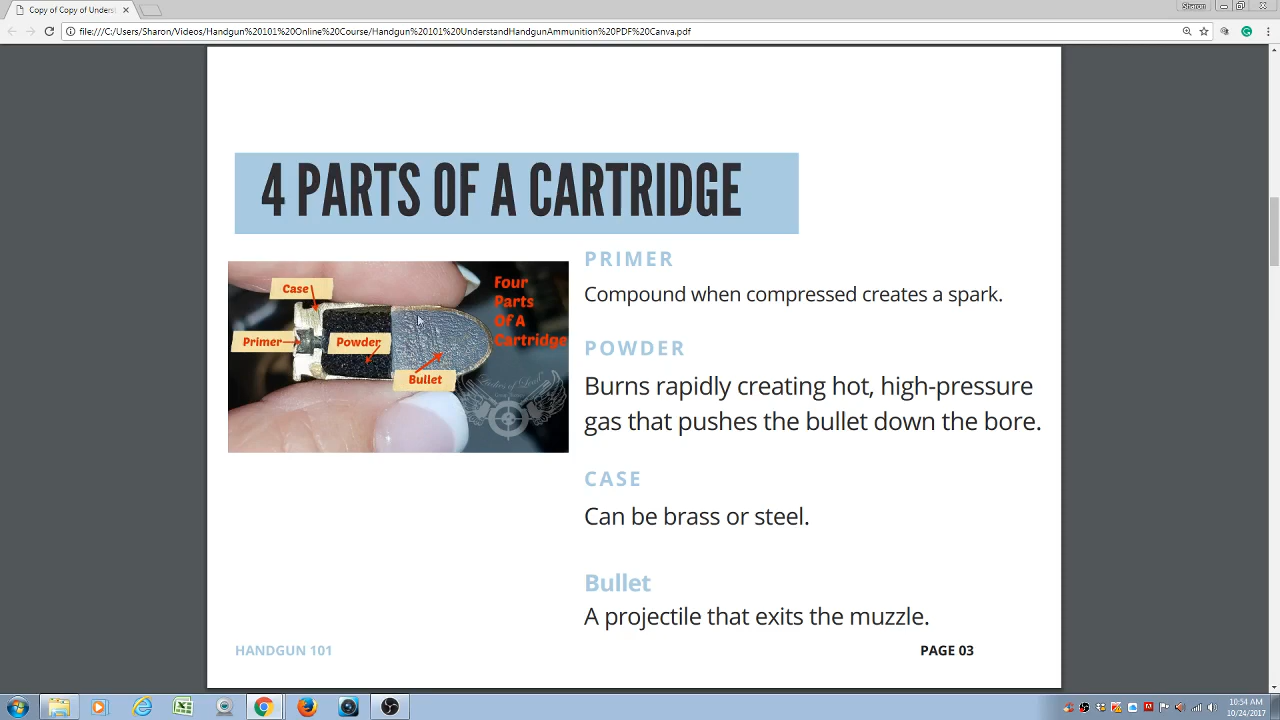 Copy of Copy of Underst
Sharon
file:///C:/Users/Sharon/Videos/Handgun%20101%20Online%20Course/Handgun%20101%20UnderstandHandgunAmmunition%20PDF%20Canva.pdf
4 PARTS OF A CARTRIDGE
Four
Parts
Of A
Cartridge
Case
Primer
Powder
Bullet
PRIMER
Compound when compressed creates a spark.
POWDER
Burns rapidly creating hot, high-pressure
gas that pushes the bullet down the bore.
CASE
Can be brass or steel.
Bullet
A projectile that exits the muzzle.
HANDGUN 101
PAGE 03
10:54 AM
10/24/2017